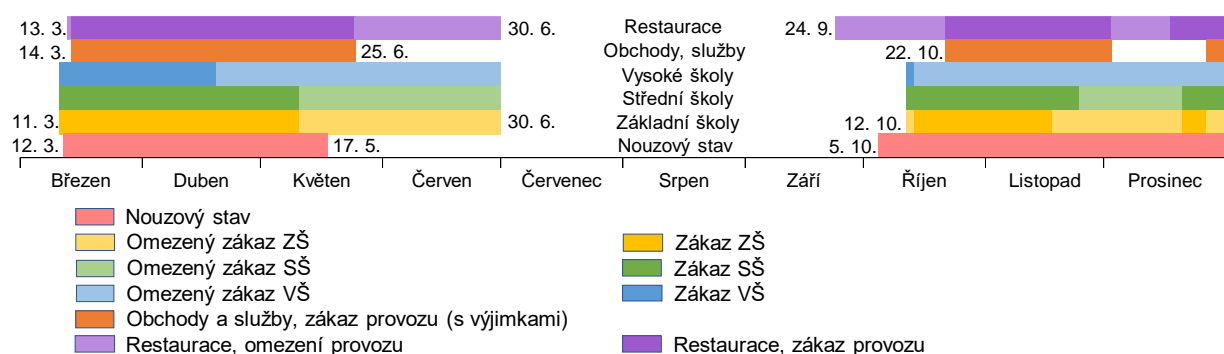 13. 3. 30. 6. Restaurace 24. 9.
14. 3. 25. 6. Obchody, služby 22. 10.
Vysoké školy
Střední školy
11. 3. 30. 6. Základní školy 12. 10.
12. 3. 17. 5. Nouzový stav 5. 10.
Březen Duben Květen Červen Červenec Srpen Září Říjen Listopad Prosinec
Nouzový stav
Omezený zákaz ZŠ Zákaz ZŠ
Omezený zákaz SŠ Zákaz SŠ
Omezený zákaz VŠ Zákaz VŠ
Obchody a služby, zákaz provozu (s výjimkami)
Restaurace, omezení provozu Restaurace, zákaz provozu